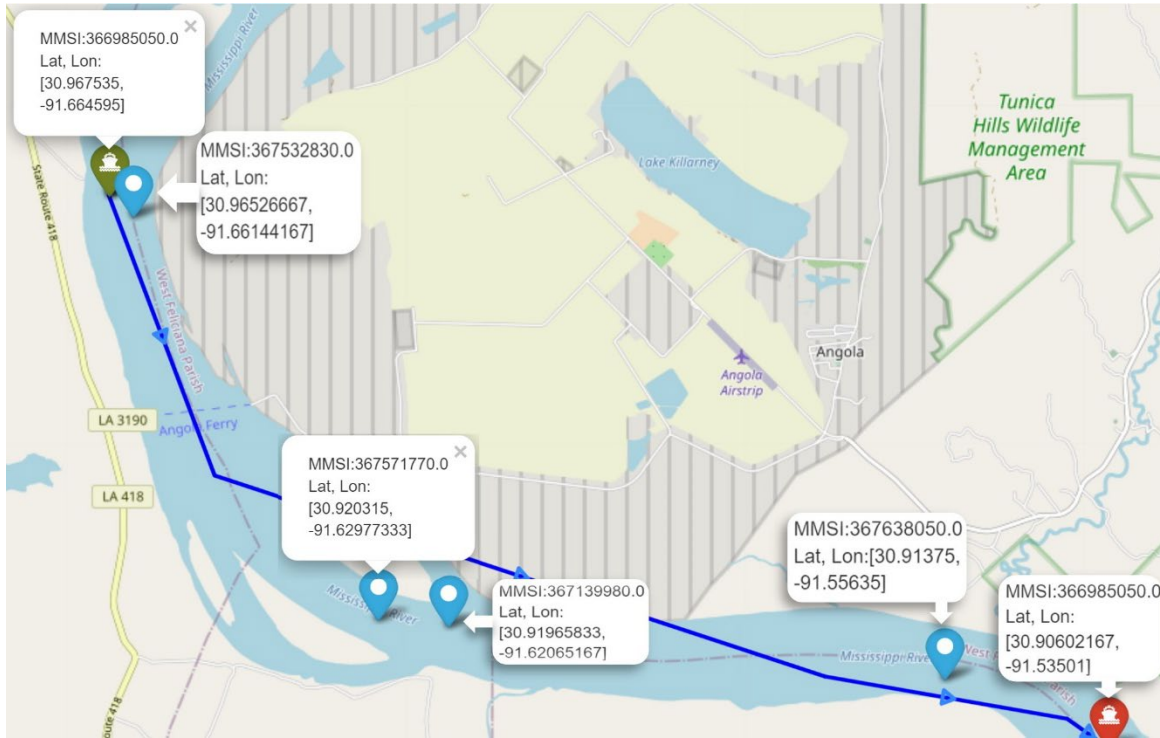 MMSI:366985050.0
Lat, Lon:
[30.967535,
-91.664595]
×
Mississippi River
MMSI:367532830.0
Lat, Lon:
[30.96526667,
-91.66144167]
State Route 418
West Feliciana Parish
Lake Killarney
Tunica
Hills Wildlife
Management
Area
Angola
Angola
Airstrip
LA 3190
Angola Ferry
LA 418
MMSI:367571770.0
Lat, Lon:
[30.920315,
-91.62977333]
×
Mississippi River
MMSI:367139980.0
Lat, Lon:
[30.91965833,
-91.62065167]
MMSI:367638050.0
Lat, Lon:[30.91375,
-91.55635]
Mississippi River
MMSI:366985050.0
Lat, Lon:
[30.90602167,
-91.53501]
Parish
State Route 418